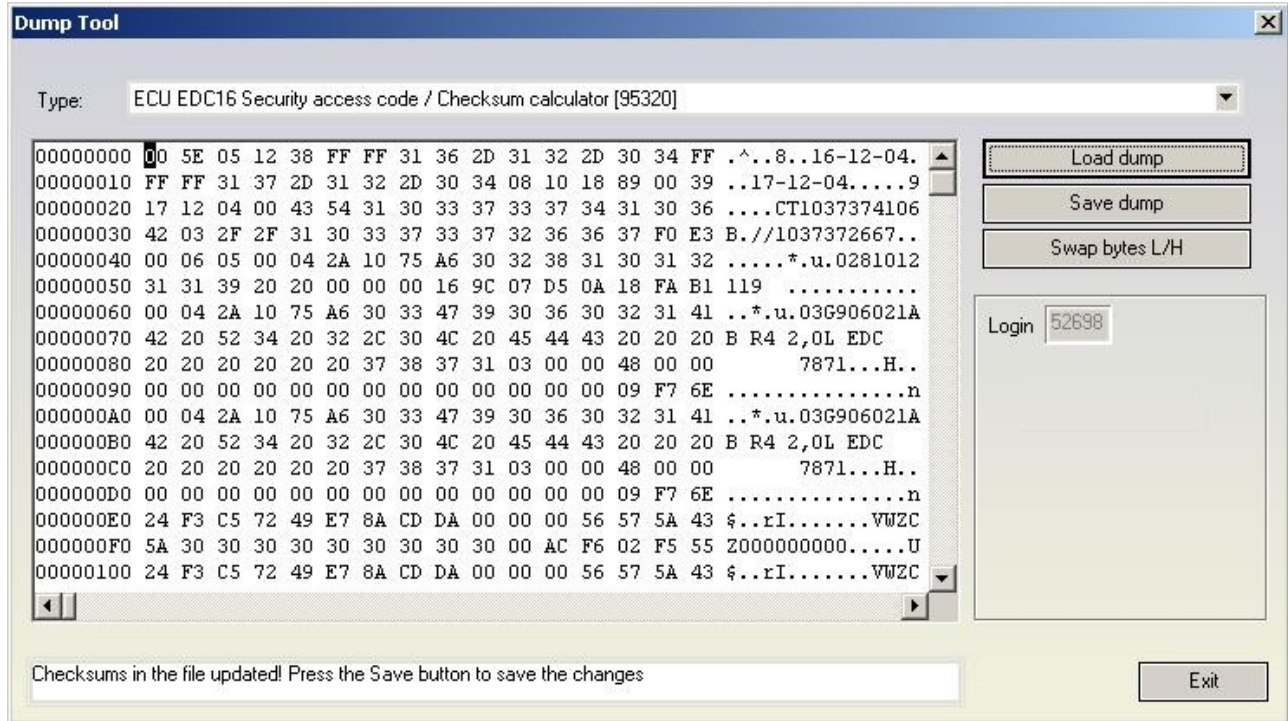 Dump Tool
Type: ECU EDC16 Security access code / Checksum calculator [95320]
00000000 00 5E 05 12 38 FF FF 31 36 2D 31 32 2D 30 34 FF .^..8..16-12-04.
00000010 FF FF 31 37 2D 31 32 2D 30 34 08 10 18 89 00 39 ..17-12-04.....9
00000020 17 12 04 00 43 54 31 30 33 37 33 37 34 31 30 36 ....CT1037374106
00000030 42 03 2F 2F 31 30 33 37 33 37 32 36 36 37 F0 E3 B.//1037372667..
00000040 00 06 05 00 04 2A 10 75 A6 30 32 38 31 30 31 32 .....*.u.0281012
00000050 31 31 39 20 20 00 00 00 16 9C 07 D5 0A 18 FA B1 119  ...........
00000060 00 04 2A 10 75 A6 30 33 47 39 30 36 30 32 31 41 ..*.u.03G906021A
00000070 42 20 52 34 20 32 2C 30 4C 20 45 44 43 20 20 20 B R4 2,0L EDC
00000080 20 20 20 20 20 20 37 38 37 31 03 00 00 48 00 00       7871...H..
00000090 00 00 00 00 00 00 00 00 00 00 00 00 00 09 F7 6E ...............n
000000A0 00 04 2A 10 75 A6 30 33 47 39 30 36 30 32 31 41 ..*.u.03G906021A
000000B0 42 20 52 34 20 32 2C 30 4C 20 45 44 43 20 20 20 B R4 2,0L EDC
000000C0 20 20 20 20 20 20 37 38 37 31 03 00 00 48 00 00       7871...H..
000000D0 00 00 00 00 00 00 00 00 00 00 00 00 00 09 F7 6E ...............n
000000E0 24 F3 C5 72 49 E7 8A CD DA 00 00 00 56 57 5A 43 $..rI.......VWZC
000000F0 5A 30 30 30 30 30 30 30 30 30 00 AC F6 02 F5 55 Z000000000.....U
00000100 24 F3 C5 72 49 E7 8A CD DA 00 00 00 56 57 5A 43 $..rI.......VWZC
Load dump
Save dump
Swap bytes L/H
Login 52698
Checksums in the file updated! Press the Save button to save the changes
Exit